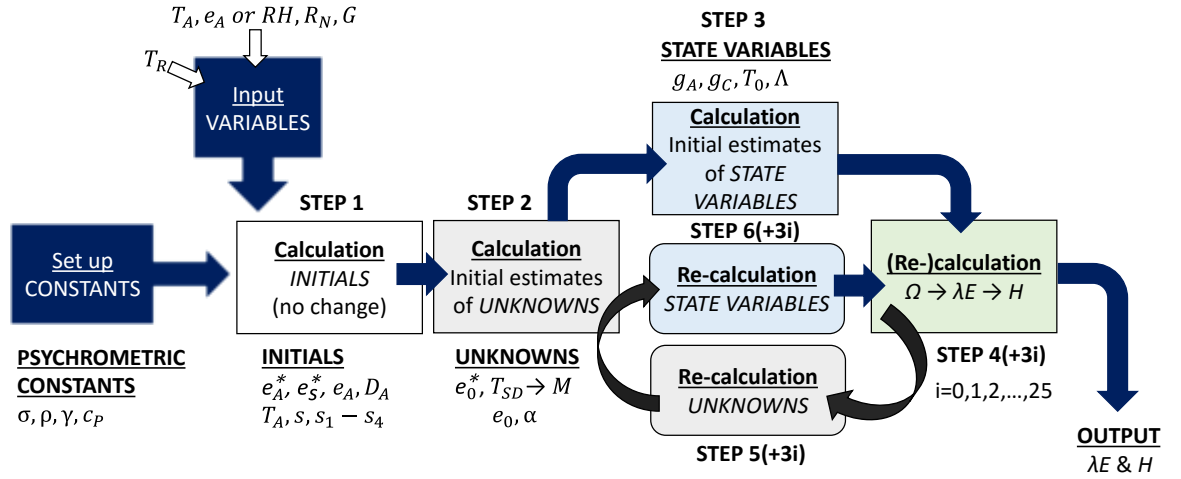 T_A, e_A or RH, R_N, G
T_R
Input
VARIABLES
Set up
CONSTANTS
PSYCHROMETRIC
CONSTANTS
σ, ρ, γ, c_P
STEP 1
Calculation
INITIALS
(no change)
INITIALS
e_A^*, e_S^*, e_A, D_A
T_A, s, s_1 − s_4
STEP 2
Calculation
Initial estimates
of UNKNOWNS
UNKNOWNS
e_0^*, T_SD → M
e_0, α
STEP 3
STATE VARIABLES
g_A, g_C, T_0, Λ
Calculation
Initial estimates
of STATE
VARIABLES
STEP 6(+3i)
Re-calculation
STATE VARIABLES
Re-calculation
UNKNOWNS
STEP 5(+3i)
(Re-)calculation
Ω → λE → H
STEP 4(+3i)
i=0,1,2,...,25
OUTPUT
λE & H